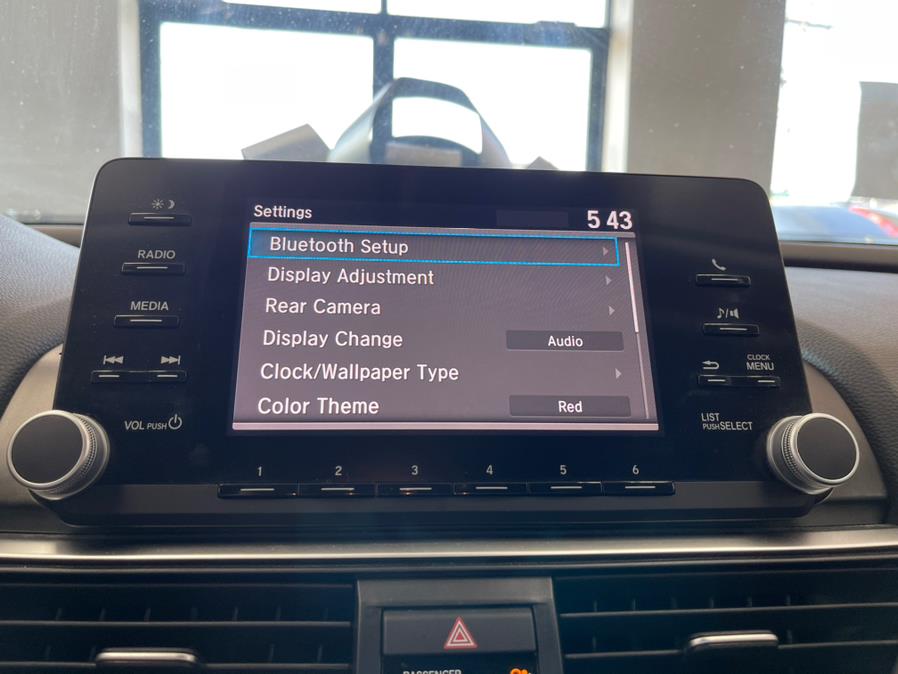 Settings
5 43
Bluetooth Setup
Display Adjustment
Rear Camera
Display Change
Audio
Clock/Wallpaper Type
Color Theme
Red
RADIO
MEDIA
VOL PUSH
CLOCK
MENU
LIST
PUSH SELECT
1 2 3 4 5 6
PASSENGER